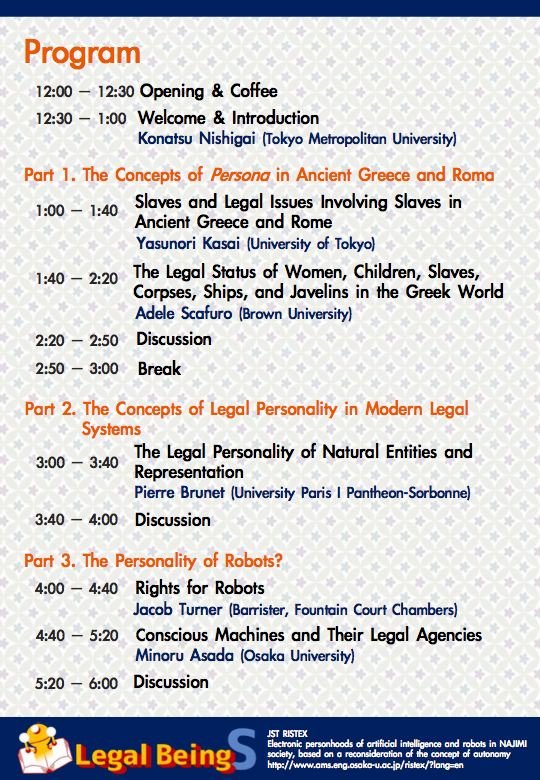 Program
12:00 — 12:30 Opening & Coffee
12:30 — 1:00 Welcome & Introduction
Konatsu Nishigai (Tokyo Metropolitan University)
Part 1. The Concepts of Persona in Ancient Greece and Roma
1:00 — 1:40 Slaves and Legal Issues Involving Slaves in
Ancient Greece and Rome
Yasunori Kasai (University of Tokyo)
1:40 — 2:20 The Legal Status of Women, Children, Slaves,
Corpses, Ships, and Javelins in the Greek World
Adele Scafuro (Brown University)
2:20 — 2:50 Discussion
2:50 — 3:00 Break
Part 2. The Concepts of Legal Personality in Modern Legal
Systems
3:00 — 3:40 The Legal Personality of Natural Entities and
Representation
Pierre Brunet (University Paris I Pantheon-Sorbonne)
3:40 — 4:00 Discussion
Part 3. The Personality of Robots?
4:00 — 4:40 Rights for Robots
Jacob Turner (Barrister, Fountain Court Chambers)
4:40 — 5:20 Conscious Machines and Their Legal Agencies
Minoru Asada (Osaka University)
5:20 — 6:00 Discussion
Legal BeingS
JST RISTEX
Electronic personhoods of artificial intelligence and robots in NAJIMI
society, based on a reconsideration of the concept of autonomy
http://www.ams.eng.osaka-u.ac.jp/ristex/?lang=en